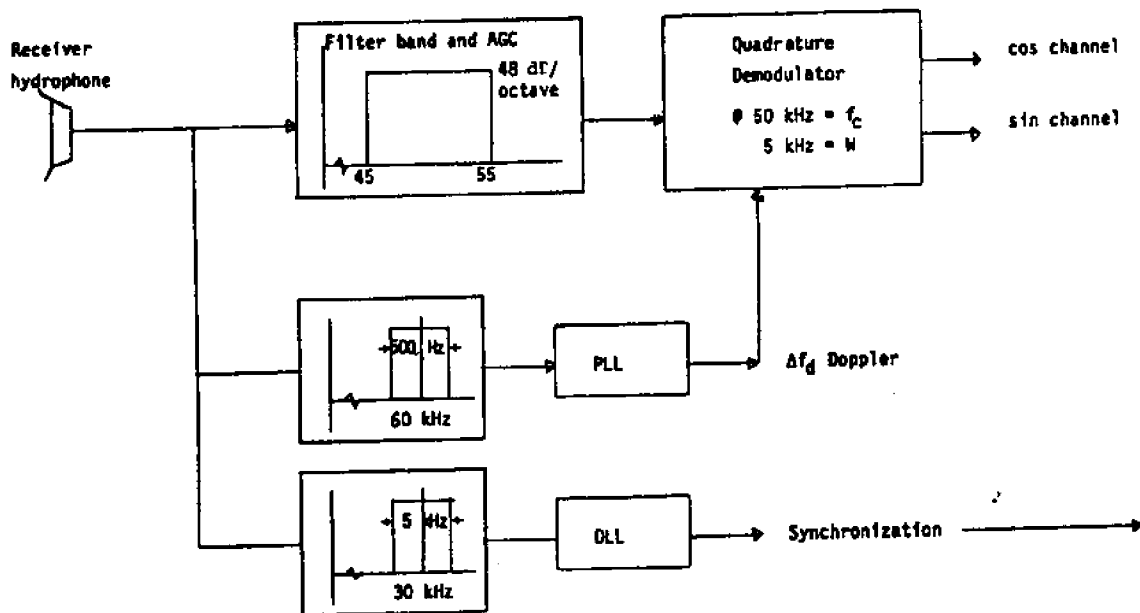 Receiver
hydrophone
Filter band and AGC
48 dB/
octave
45
55
Quadrature
Demodulator
@ 50 kHz = fc
5 kHz = W
cos channel
sin channel
500 Hz
60 kHz
PLL
Δfd Doppler
5 kHz
30 kHz
DLL
Synchronization